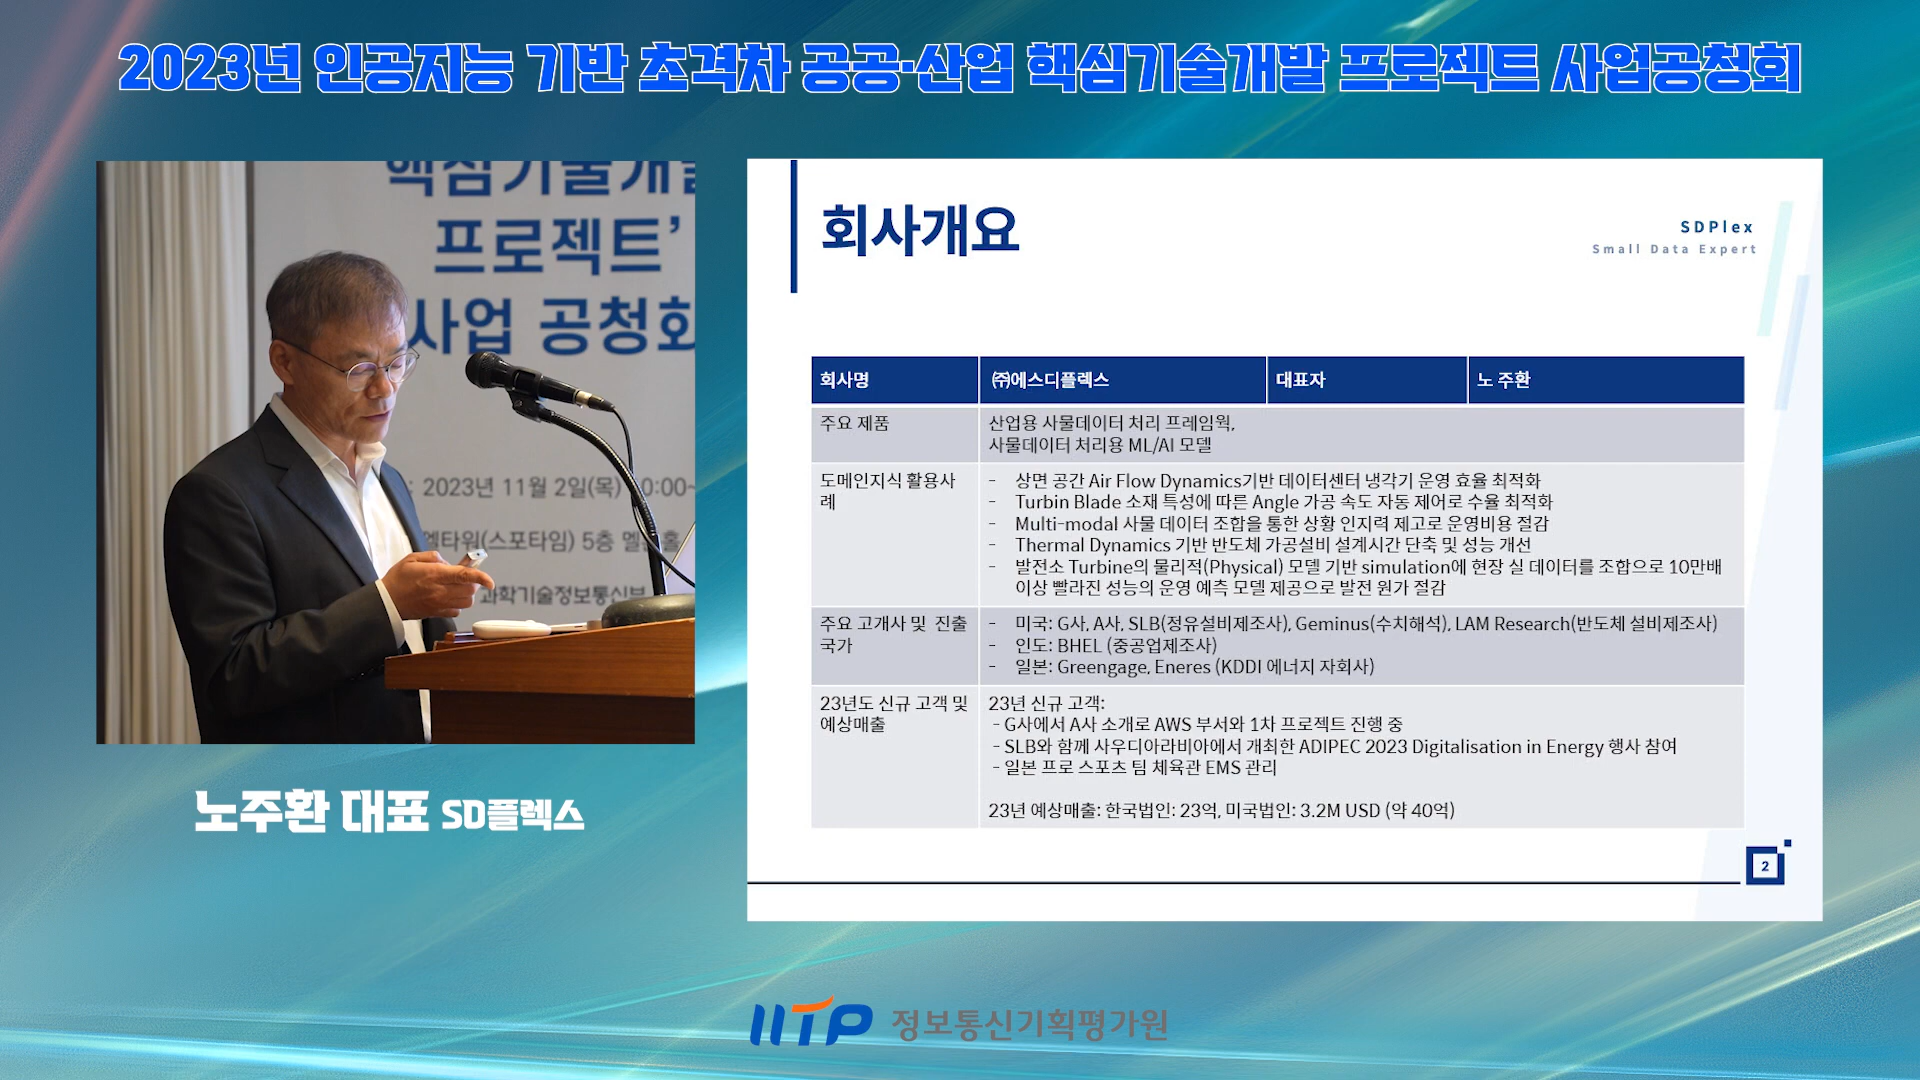 2023년 인공지능 기반 초격차 공공·산업 핵심기술개발 프로젝트 사업공청회
핵심기술개발
프로젝트’
사업 공청회
: 2023년 11월 2일(목)
엘타워(스포타임) 5층
과학기술정보통신부
노주환 대표 SD플렉스
회사개요
SDPlex
Small Data Expert
회사명 ㈜에스디플렉스 대표자 노 주환
주요 제품
산업용 사물데이터 처리 프레임웍,
사물데이터 처리용 ML/AI 모델
도메인지식 활용사
례
- 상면 공간 Air Flow Dynamics기반 데이터센터 냉각기 운영 효율 최적화
- Turbin Blade 소재 특성에 따른 Angle 가공 속도 자동 제어로 수율 최적화
- Multi-modal 사물 데이터 조합을 통한 상황 인지력 제고로 운영비용 절감
- Thermal Dynamics 기반 반도체 가공설비 설계시간 단축 및 성능 개선
- 발전소 Turbine의 물리적(Physical) 모델 기반 simulation에 현장 실 데이터를 조합으로 10만배
이상 빨라진 성능의 운영 예측 모델 제공으로 발전 원가 절감
주요 고개사 및 진출
국가
- 미국: G사, A사, SLB(정유설비제조사), Geminus(수치해석), LAM Research(반도체 설비제조사)
- 인도: BHEL (중공업제조사)
- 일본: Greengage, Eneres (KDDI 에너지 자회사)
23년도 신규 고객 및
예상매출
23년 신규 고객:
- G사에서 A사 소개로 AWS 부서와 1차 프로젝트 진행 중
- SLB와 함께 사우디아라비아에서 개최한 ADIPEC 2023 Digitalisation in Energy 행사 참여
- 일본 프로 스포츠 팀 체육관 EMS 관리
23년 예상매출: 한국법인: 23억, 미국법인: 3.2M USD (약 40억)
2
IITP 정보통신기획평가원